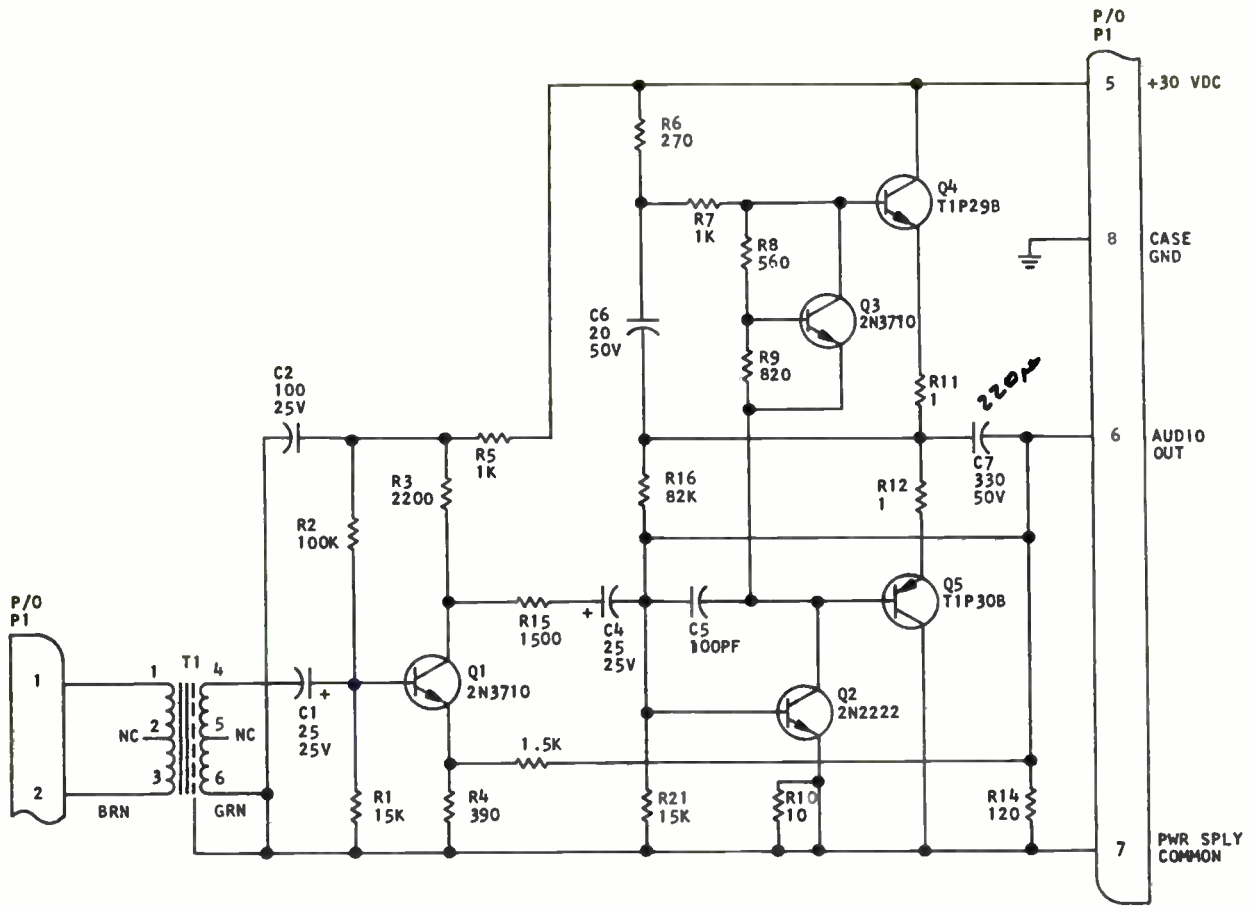 P/O
P1
5
+30 VDC
R6
270
Q4
T1P29B
R7
1K
R8
560
8
CASE
GND
Q3
2N3710
C6
20
50V
R9
820
C2
100
25V
R11
1
220μ
R5
1K
6
AUDIO
OUT
C7
330
50V
R3
2200
R16
82K
R12
1
R2
100K
Q5
T1P30B
P/O
P1
R15
1500
+
C4
25
25V
C5
100PF
1
1
T1
4
Q1
2N3710
Q2
2N2222
+
C1
25
25V
NC
2
5
NC
1.5K
3
6
2
BRN
GRN
R1
15K
R4
390
R21
15K
R10
10
R14
120
7
PWR SPLY
COMMON